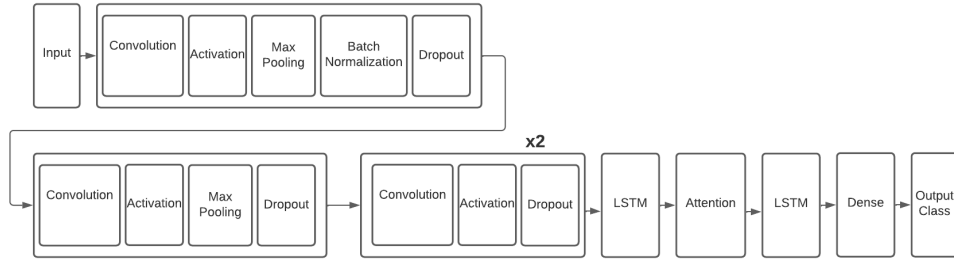 Input
Convolution
Activation
Max
Pooling
Batch
Normalization
Dropout
x2
Convolution
Activation
Max
Pooling
Dropout
Convolution
Activation
Dropout
LSTM
Attention
LSTM
Dense
Output
Class